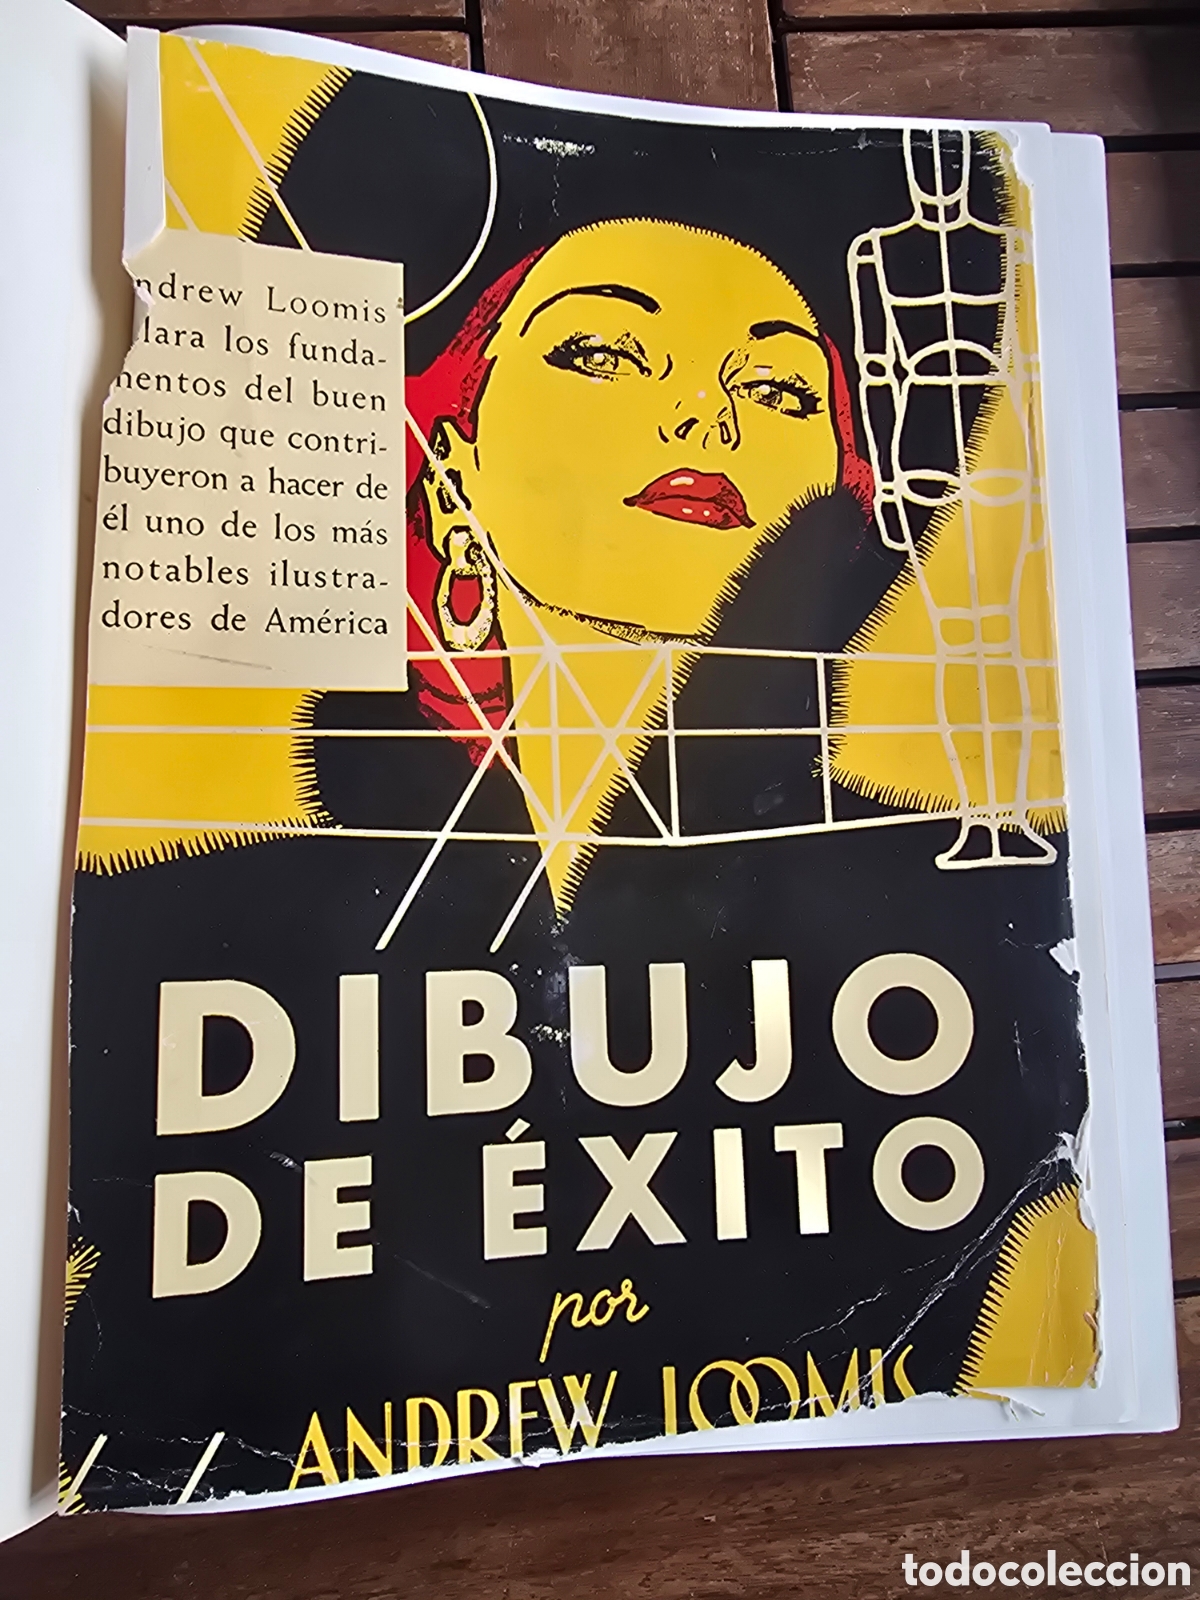 ndrew Loomis
lara los funda-
mentos del buen
dibujo que contri-
buyeron a hacer de
él uno de los más
notables ilustra-
dores de América
DIBUJO
DE ÉXITO
por
ANDREW LOOMIS
todocoleccion